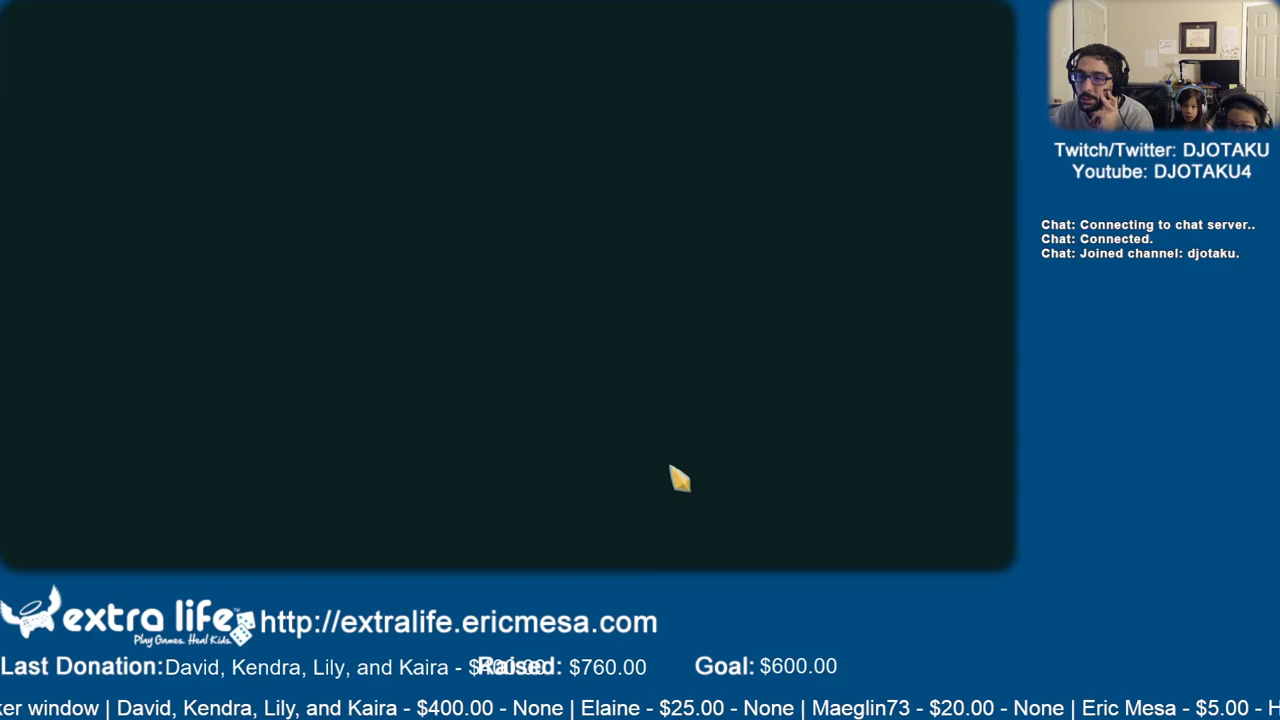 Twitch/Twitter: DJOTAKU
Youtube: DJOTAKU4
Chat: Connecting to chat server..
Chat: Connected.
Chat: Joined channel: djotaku.
extra life
Play Games. Heal Kids.
http://extralife.ericmesa.com
Last Donation: David, Kendra, Lily, and Kaira - $400.00 Raised: $760.00 Goal: $600.00
ker window | David, Kendra, Lily, and Kaira - $400.00 - None | Elaine - $25.00 - None | Maeglin73 - $20.00 - None | Eric Mesa - $5.00 - H